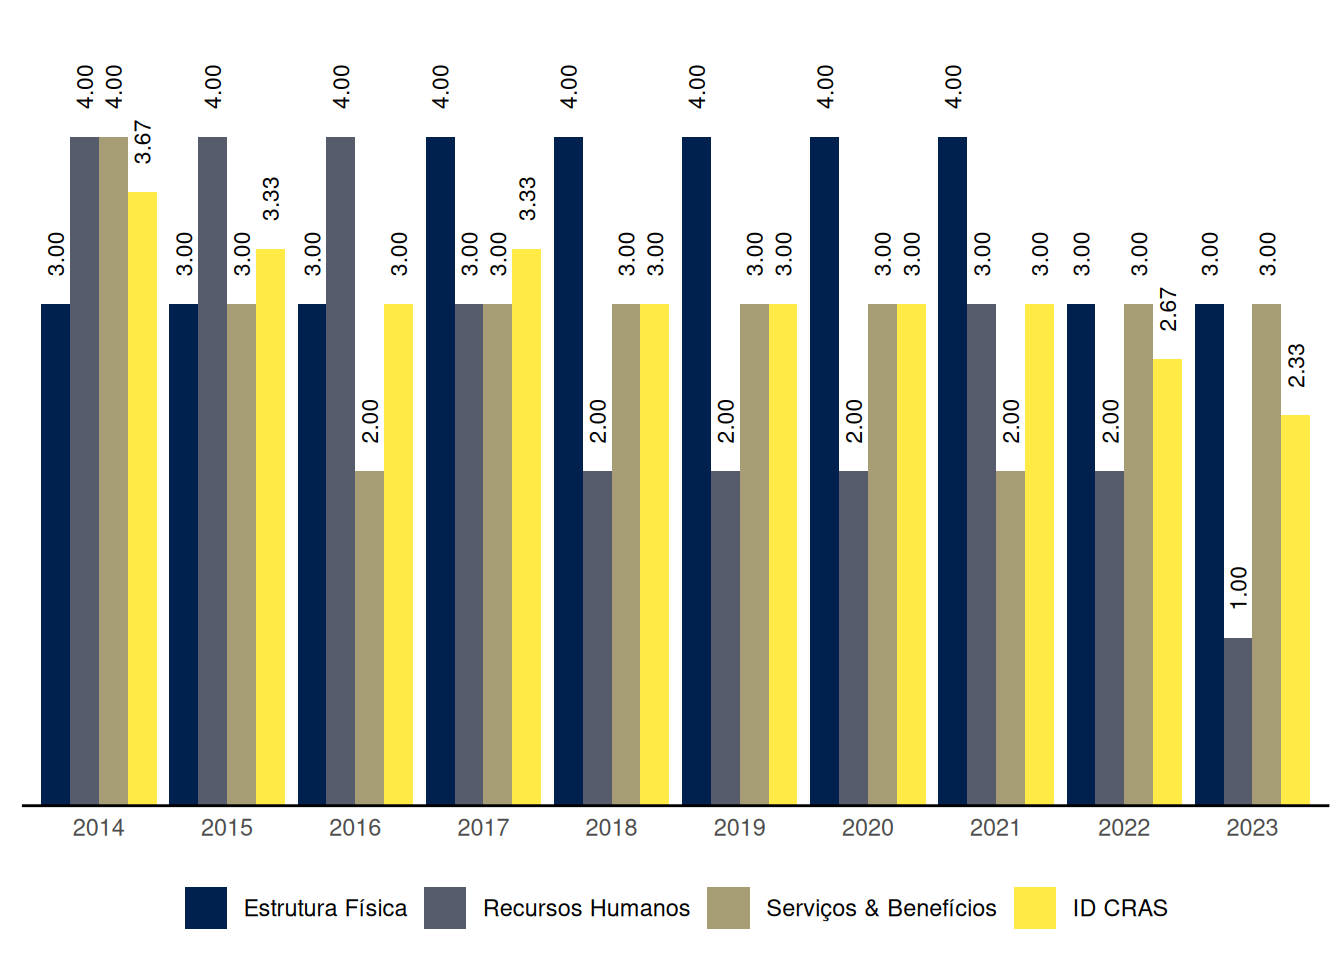 4.00 4.00 4.00 4.00 4.00 4.00 4.00 4.00 4.00
3.67
3.33 3.33
3.00 3.00 3.00 3.00 3.00 3.00 3.00 3.00 3.00 3.00 3.00 3.00 3.00 3.00 3.00 3.00 3.00 3.00 3.00
2.67
2.33
2.00 2.00 2.00 2.00 2.00 2.00
1.00
2014 2015 2016 2017 2018 2019 2020 2021 2022 2023
Estrutura Física Recursos Humanos Serviços & Benefícios ID CRAS